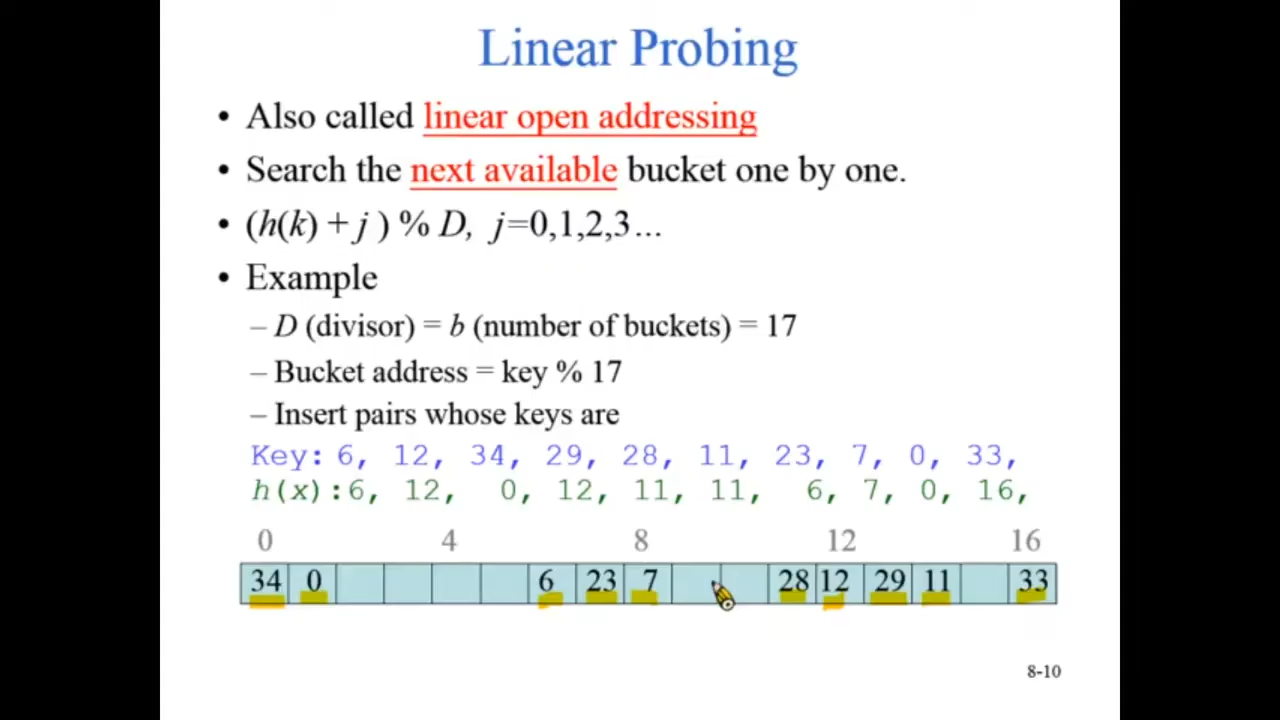 Linear Probing
• Also called linear open addressing
• Search the next available bucket one by one.
• (h(k) + j ) % D, j=0,1,2,3...
• Example
– D (divisor) = b (number of buckets) = 17
– Bucket address = key % 17
– Insert pairs whose keys are
Key: 6, 12, 34, 29, 28, 11, 23, 7, 0, 33,
h(x):6, 12, 0, 12, 11, 11, 6, 7, 0, 16,
0 4 8 12 16
34 0 6 23 7 28 12 29 11 33
8-10